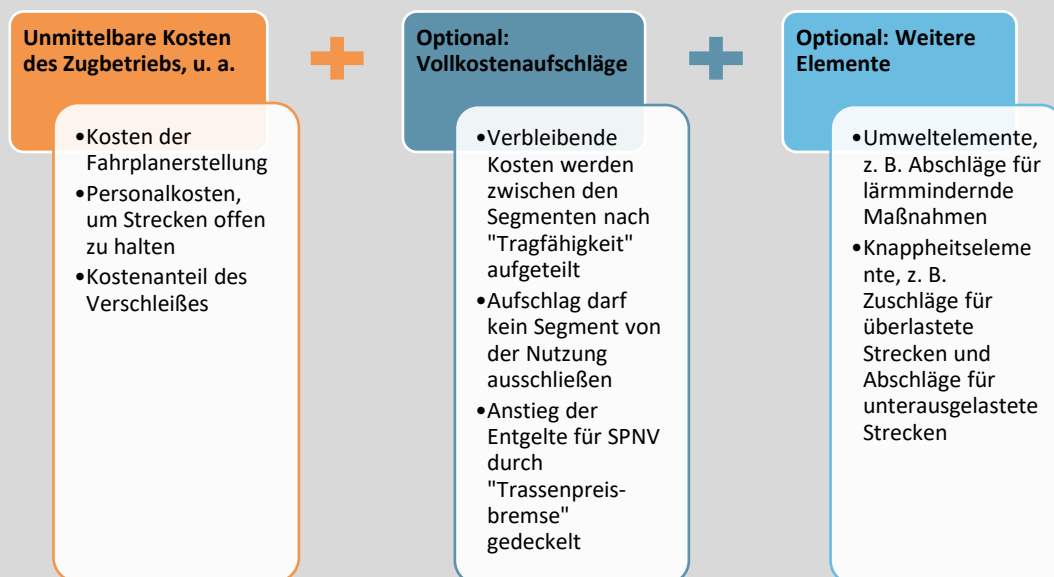 Unmittelbare Kosten
des Zugbetriebs, u. a.
•Kosten der
Fahrplanerstellung
•Personalkosten,
um Strecken offen
zu halten
•Kostenanteil des
Verschleißes
Optional:
Vollkostenaufschläge
•Verbleibende
Kosten werden
zwischen den
Segmenten nach
"Tragfähigkeit"
aufgeteilt
•Aufschlag darf
kein Segment von
der Nutzung
ausschließen
•Anstieg der
Entgelte für SPNV
durch
"Trassenpreis-
bremse"
gedeckelt
Optional: Weitere
Elemente
•Umweltelemente,
z. B. Abschläge für
lärmmindernde
Maßnahmen
•Knappheitseleme
nte, z. B.
Zuschläge für
überlastete
Strecken und
Abschläge für
unterausgelastete
Strecken